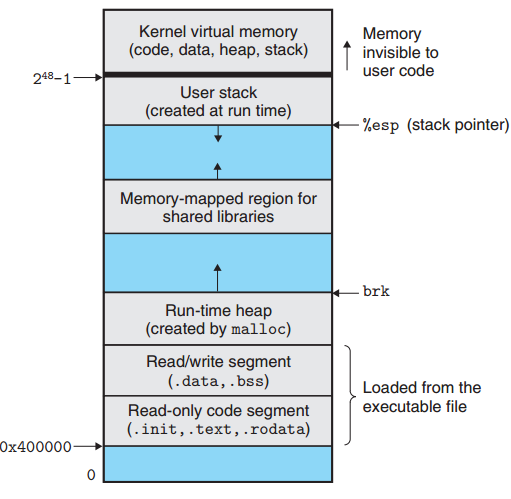 Kernel virtual memory
(code, data, heap, stack)
Memory
invisible to
user code
2⁴⁸−1
User stack
(created at run time)
%esp (stack pointer)
Memory-mapped region for
shared libraries
brk
Run-time heap
(created by malloc)
Read/write segment
(.data,.bss)
Loaded from the
executable file
Read-only code segment
(.init,.text,.rodata)
0x400000
0